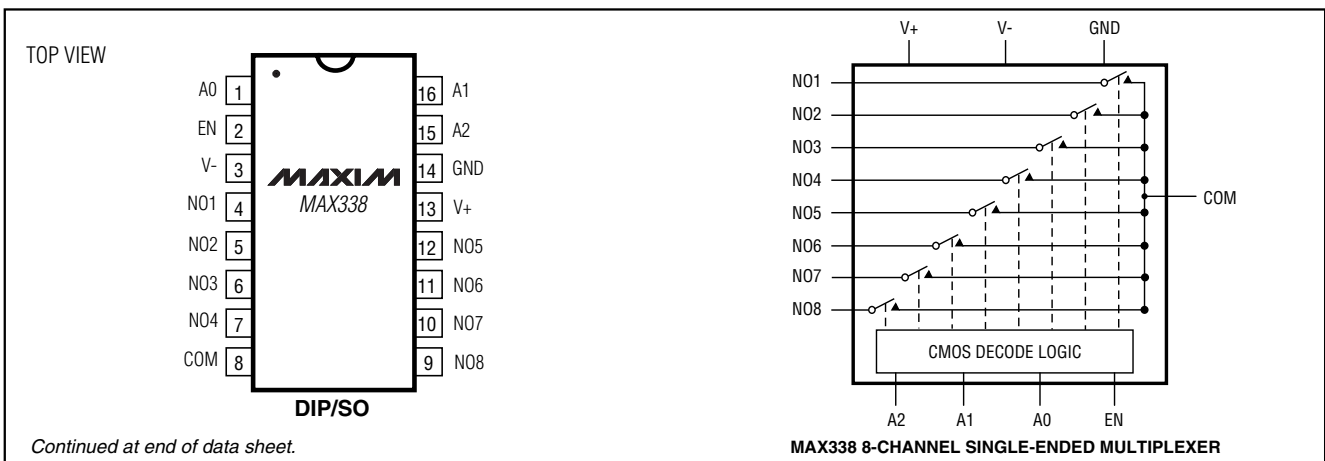 TOP VIEW
A0 1 16 A1
EN 2 15 A2
V- 3 14 GND
NO1 4 13 V+
NO2 5 12 NO5
NO3 6 11 NO6
NO4 7 10 NO7
COM 8 9 NO8
MAXIM
MAX338
DIP/SO
Continued at end of data sheet.
V+ V- GND
NO1
NO2
NO3
NO4
NO5
NO6
NO7
NO8
COM
CMOS DECODE LOGIC
A2 A1 A0 EN
MAX338 8-CHANNEL SINGLE-ENDED MULTIPLEXER